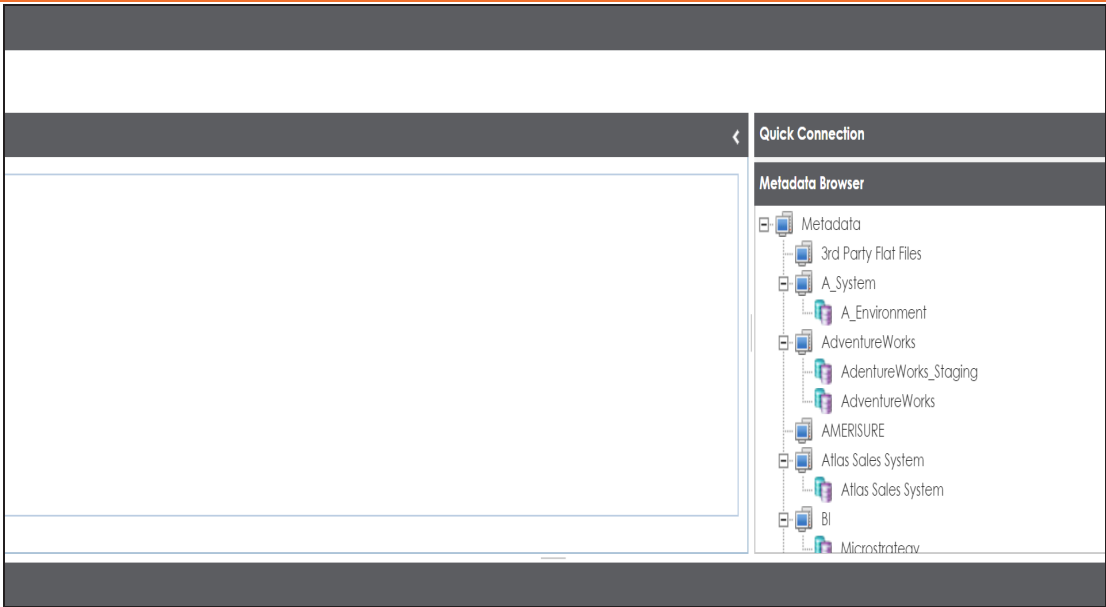 Quick Connection
Metadata Browser
Metadata
3rd Party Flat Files
A_System
A_Environment
AdventureWorks
AdentureWorks_Staging
AdventureWorks
AMERISURE
Atlas Sales System
Atlas Sales System
BI
Microstrategy